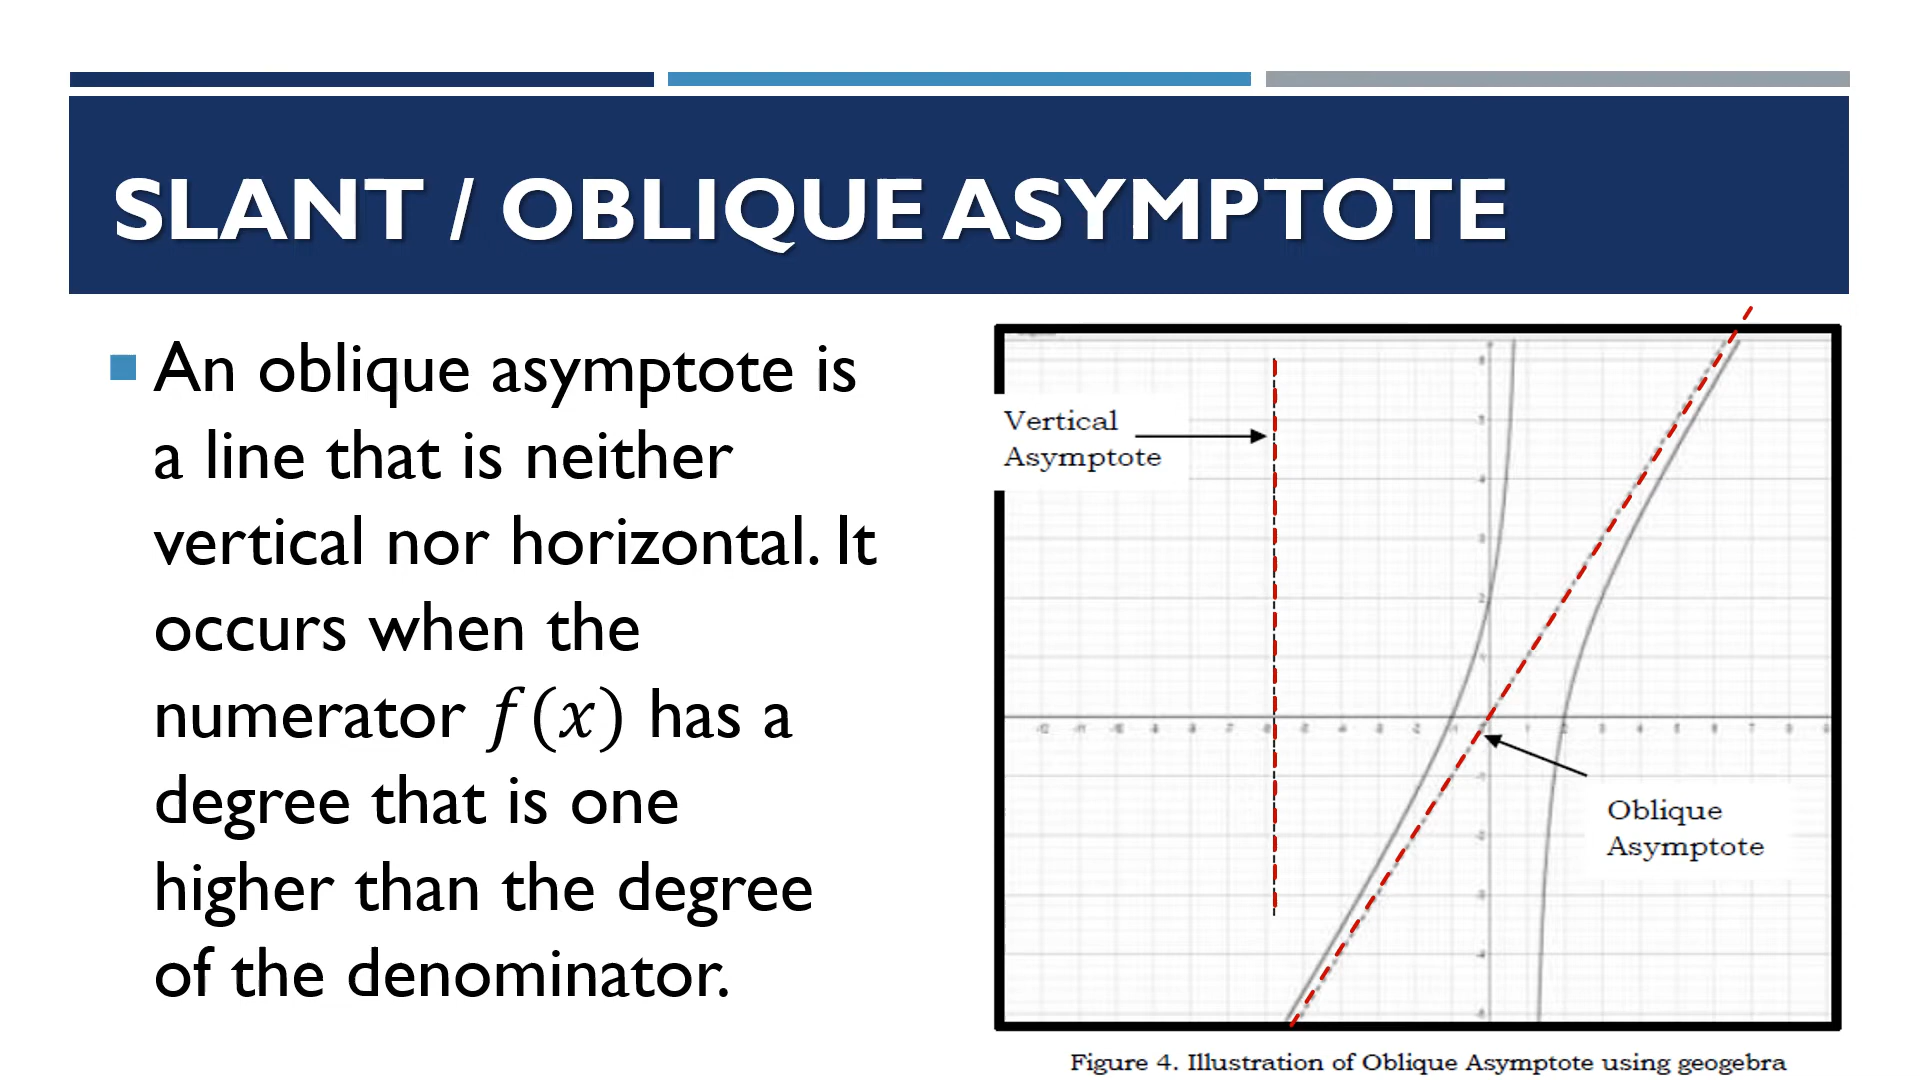 SLANT / OBLIQUE ASYMPTOTE
An oblique asymptote is
a line that is neither
vertical nor horizontal. It
occurs when the
numerator 𝑓(𝑥) has a
degree that is one
higher than the degree
of the denominator.
Vertical
Asymptote
Oblique
Asymptote
Figure 4. Illustration of Oblique Asymptote using geogebra